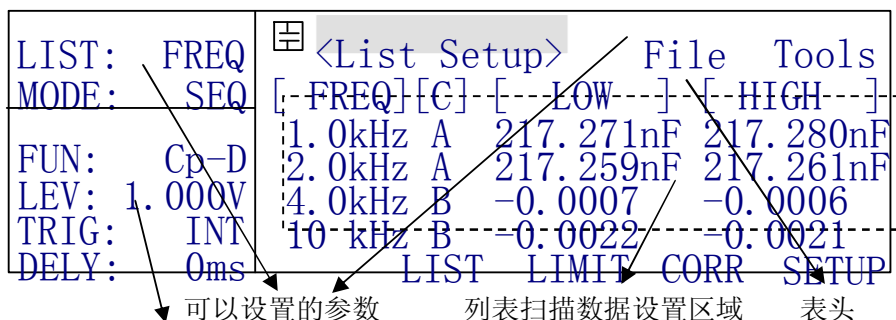 LIST: FREQ
MODE: SEQ
FUN: Cp-D
LEV: 1.000V
TRIG: INT
DELY: 0ms
<List Setup> File Tools
[ FREQ][C] [ LOW ] [ HIGH ]
1.0kHz A 217.271nF 217.280nF
2.0kHz A 217.259nF 217.261nF
4.0kHz B -0.0007 -0.0006
10 kHz B -0.0022 -0.0021
LIST LIMIT CORR SETUP
可以设置的参数 列表扫描数据设置区域 表头